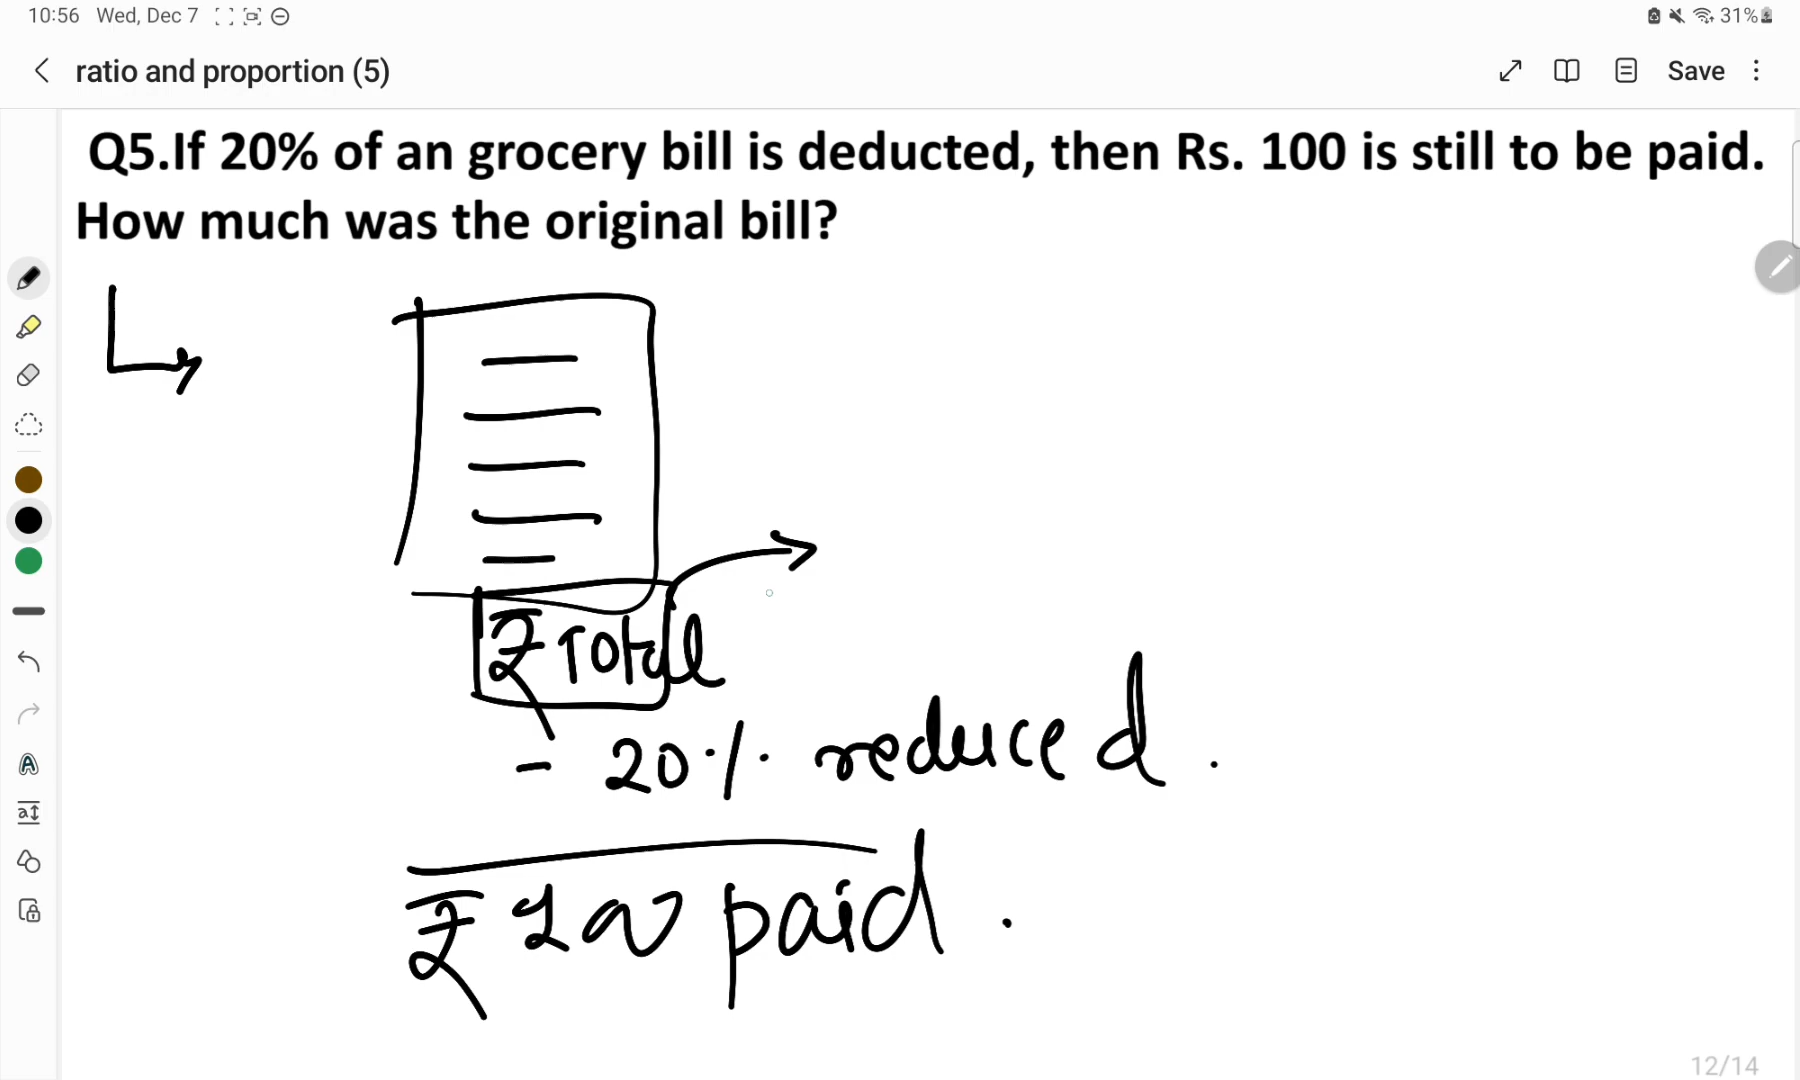 10:56 Wed, Dec 7 31%
ratio and proportion (5) Save
Q5.If 20% of an grocery bill is deducted, then Rs. 100 is still to be paid.
How much was the original bill?
₹ Total
- 20% reduced.
₹ 100 paid.
12/14